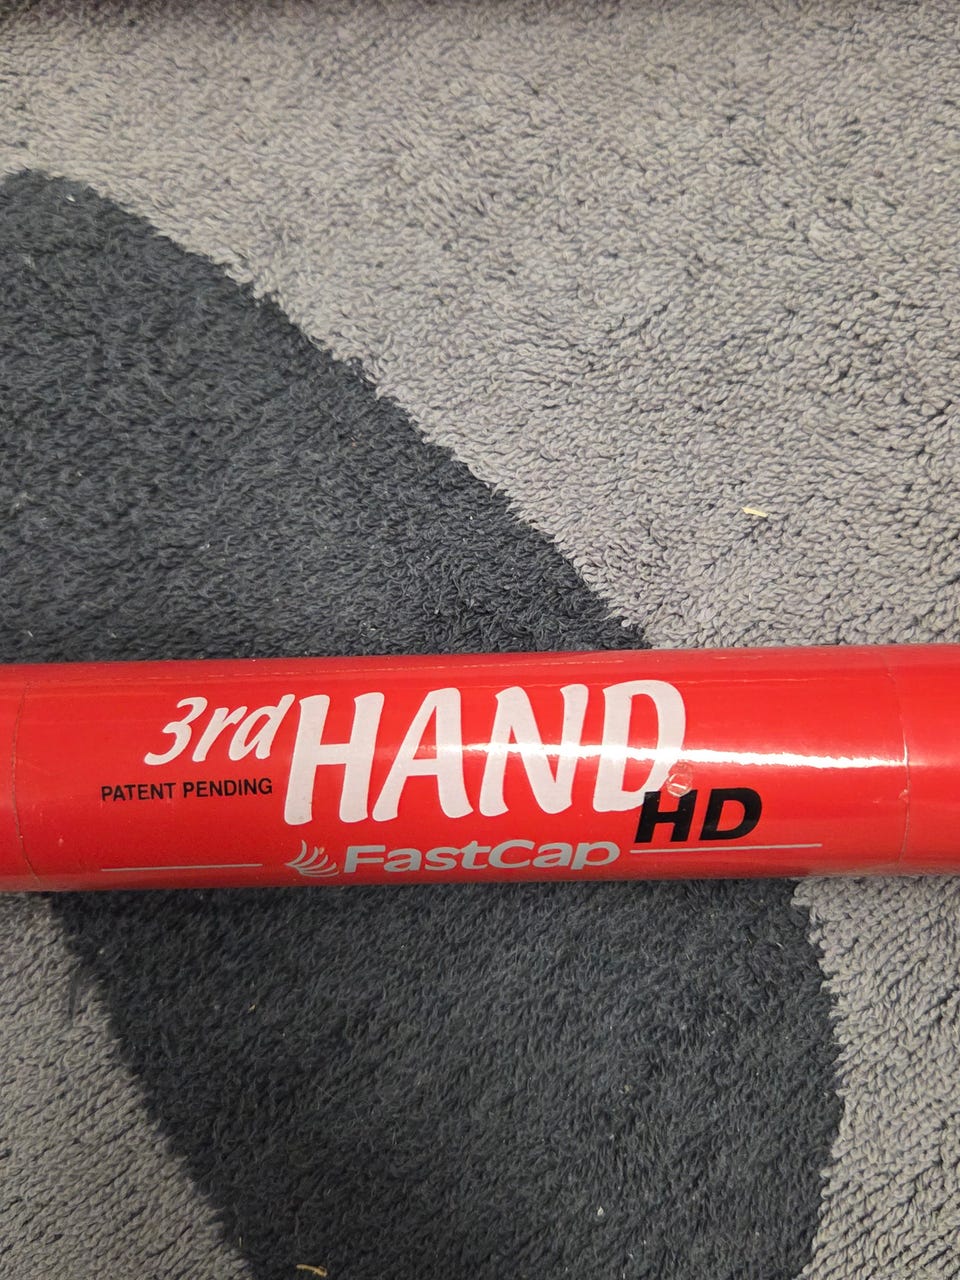 3rd HAND
PATENT PENDING
HD
FastCap